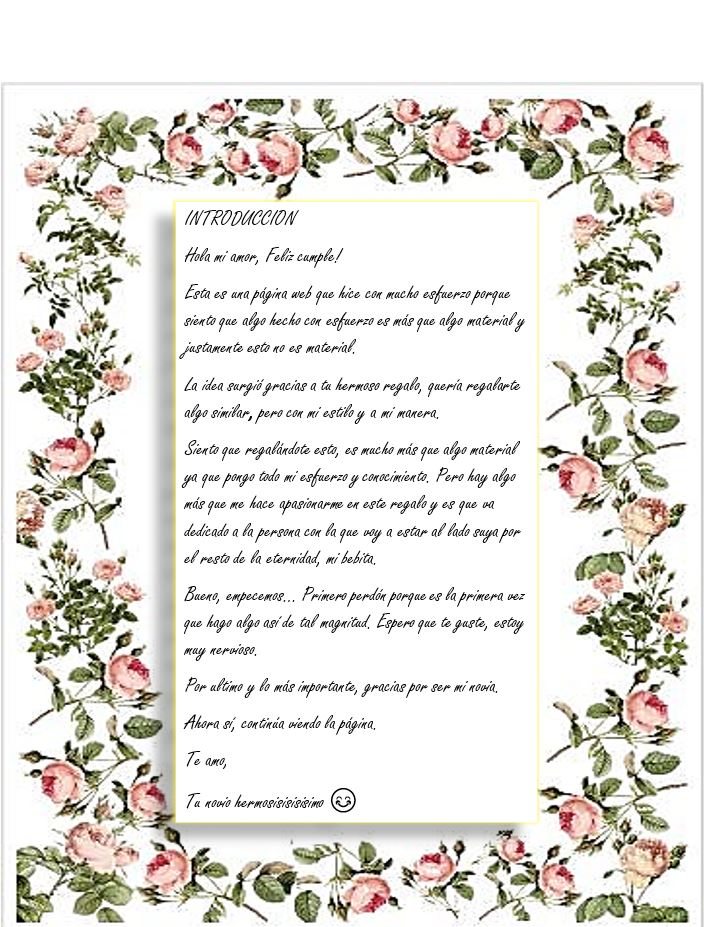 INTRODUCCION
Hola mi amor, Feliz cumple!
Esta es una página web que hice con mucho esfuerzo porque
siento que algo hecho con esfuerzo es más que algo material y
justamente esto no es material.
La idea surgió gracias a tu hermoso regalo, quería regalarte
algo similar, pero con mi estilo y a mi manera.
Siento que regalándote esto, es mucho más que algo material
ya que pongo todo mi esfuerzo y conocimiento. Pero hay algo
más que me hace apasionarme en este regalo y es que va
dedicado a la persona con la que voy a estar al lado suya por
el resto de la eternidad, mi bebita.
Bueno, empecemos... Primero perdón porque es la primera vez
que hago algo así de tal magnitud. Espero que te guste, estoy
muy nervioso.
Por ultimo y lo más importante, gracias por ser mi novia.
Ahora sí, continúa viendo la página.
Te amo,
Tu novio hermosisisisisimo 😊